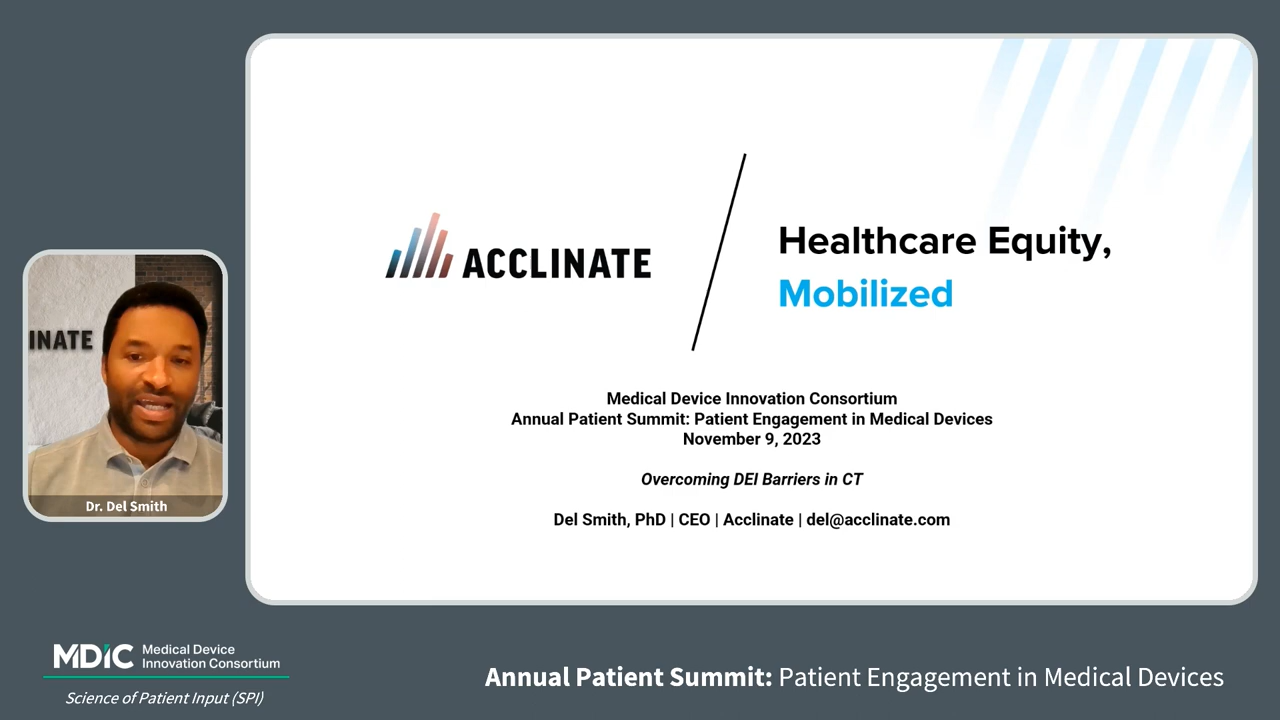 ACCLINATE
Healthcare Equity,
Mobilized
Medical Device Innovation Consortium
Annual Patient Summit: Patient Engagement in Medical Devices
November 9, 2023
Overcoming DEI Barriers in CT
Del Smith, PhD | CEO | Acclinate | del@acclinate.com
INATE
Dr. Del Smith
MDIC
Medical Device
Innovation Consortium
Science of Patient Input (SPI)
Annual Patient Summit: Patient Engagement in Medical Devices